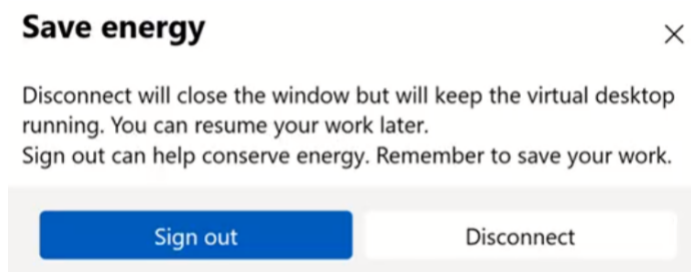 Save energy
Disconnect will close the window but will keep the virtual desktop
running. You can resume your work later.
Sign out can help conserve energy. Remember to save your work.
Sign out
Disconnect